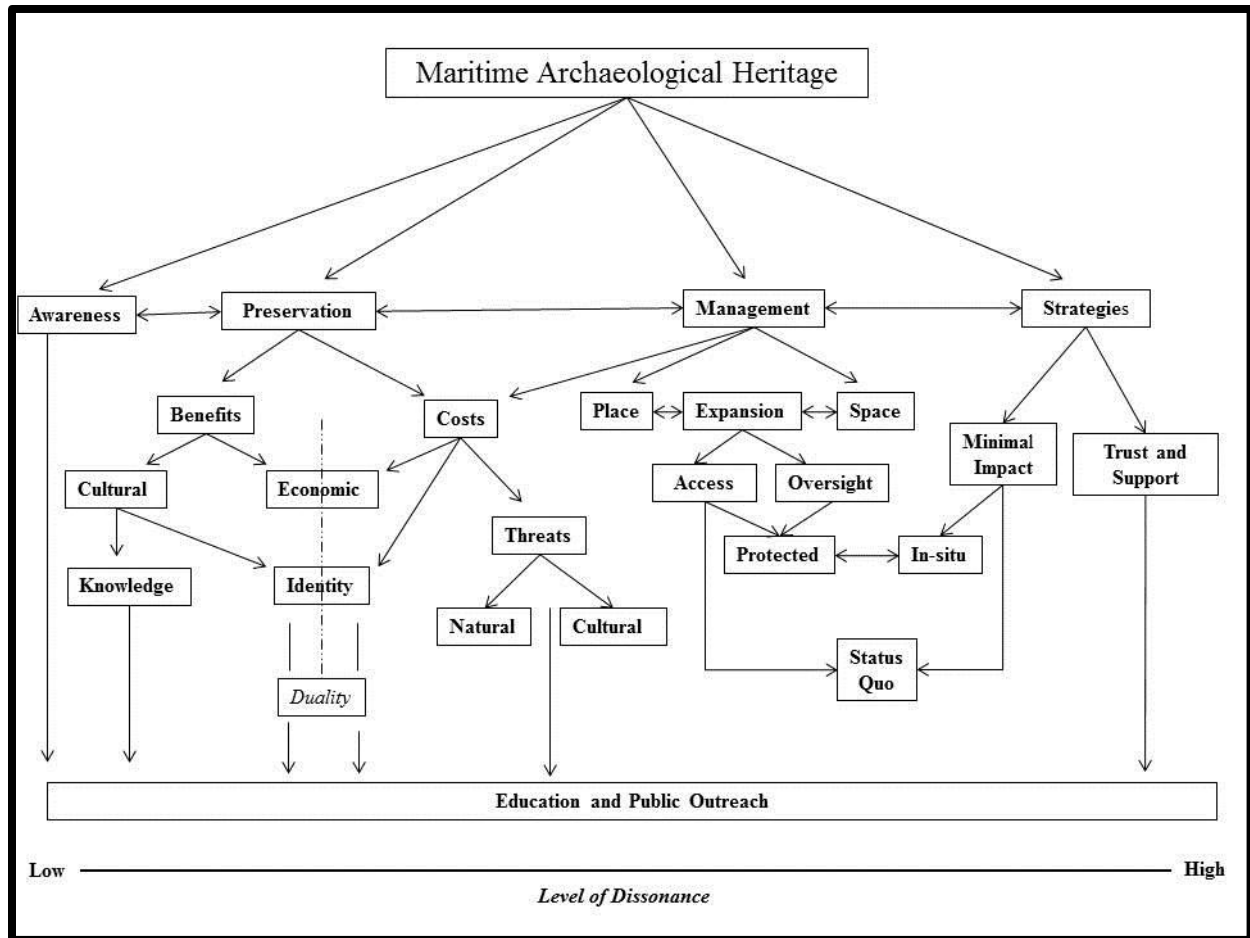 Maritime Archaeological Heritage
Awareness
Preservation
Management
Strategies
Benefits
Costs
Place
Expansion
Space
Minimal
Impact
Trust and
Support
Cultural
Economic
Access
Oversight
Threats
Protected
In-situ
Knowledge
Identity
Natural
Cultural
Status
Quo
Duality
Education and Public Outreach
Low
High
Level of Dissonance